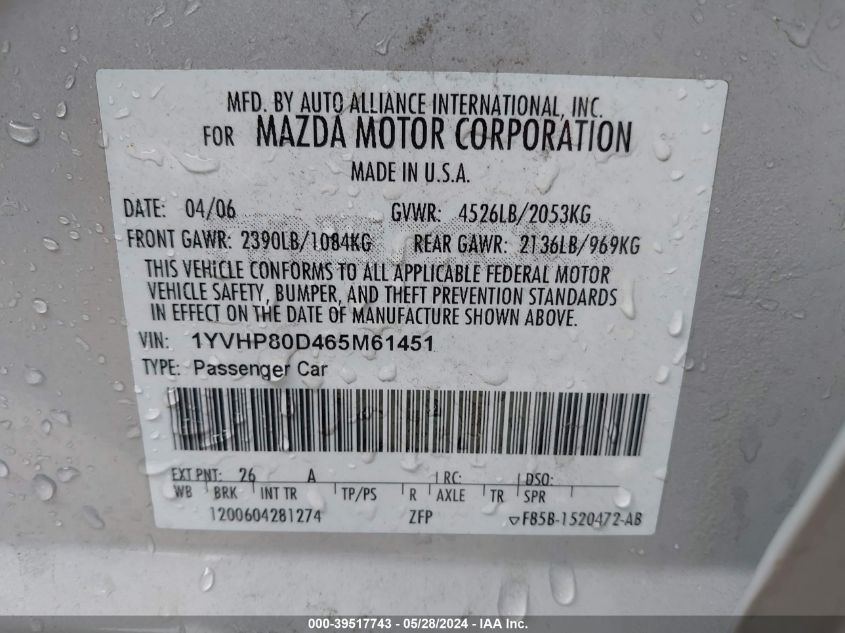 MFD. BY AUTO ALLIANCE INTERNATIONAL, INC.
FOR MAZDA MOTOR CORPORATION
MADE IN U.S.A.
DATE: 04/06 GVWR: 4526LB/2053KG
FRONT GAWR: 2390LB/1084KG REAR GAWR: 2136LB/969KG
THIS VEHICLE CONFORMS TO ALL APPLICABLE FEDERAL MOTOR
VEHICLE SAFETY, BUMPER, AND THEFT PREVENTION STANDARDS
IN EFFECT ON THE DATE OF MANUFACTURE SHOWN ABOVE.
VIN: 1YVHP80D465M61451
TYPE: Passenger Car
EXT PNT: 26 A RC: DSO:
WB BRK INT TR TP/PS R AXLE TR SPR
1200604281274 ZFP F85B-1520472-AB
000-39517743 / 05/28/2024 - IAA Inc.